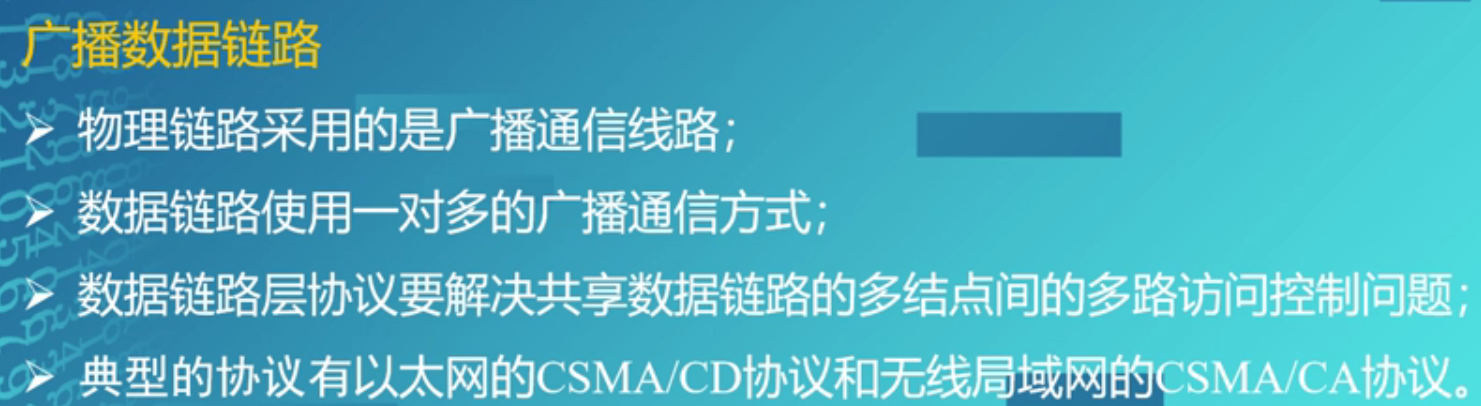 广播数据链路
➢ 物理链路采用的是广播通信线路；
➢ 数据链路使用一对多的广播通信方式；
➢ 数据链路层协议要解决共享数据链路的多结点间的多路访问控制问题；
➢ 典型的协议有以太网的CSMA/CD协议和无线局域网的CSMA/CA协议。